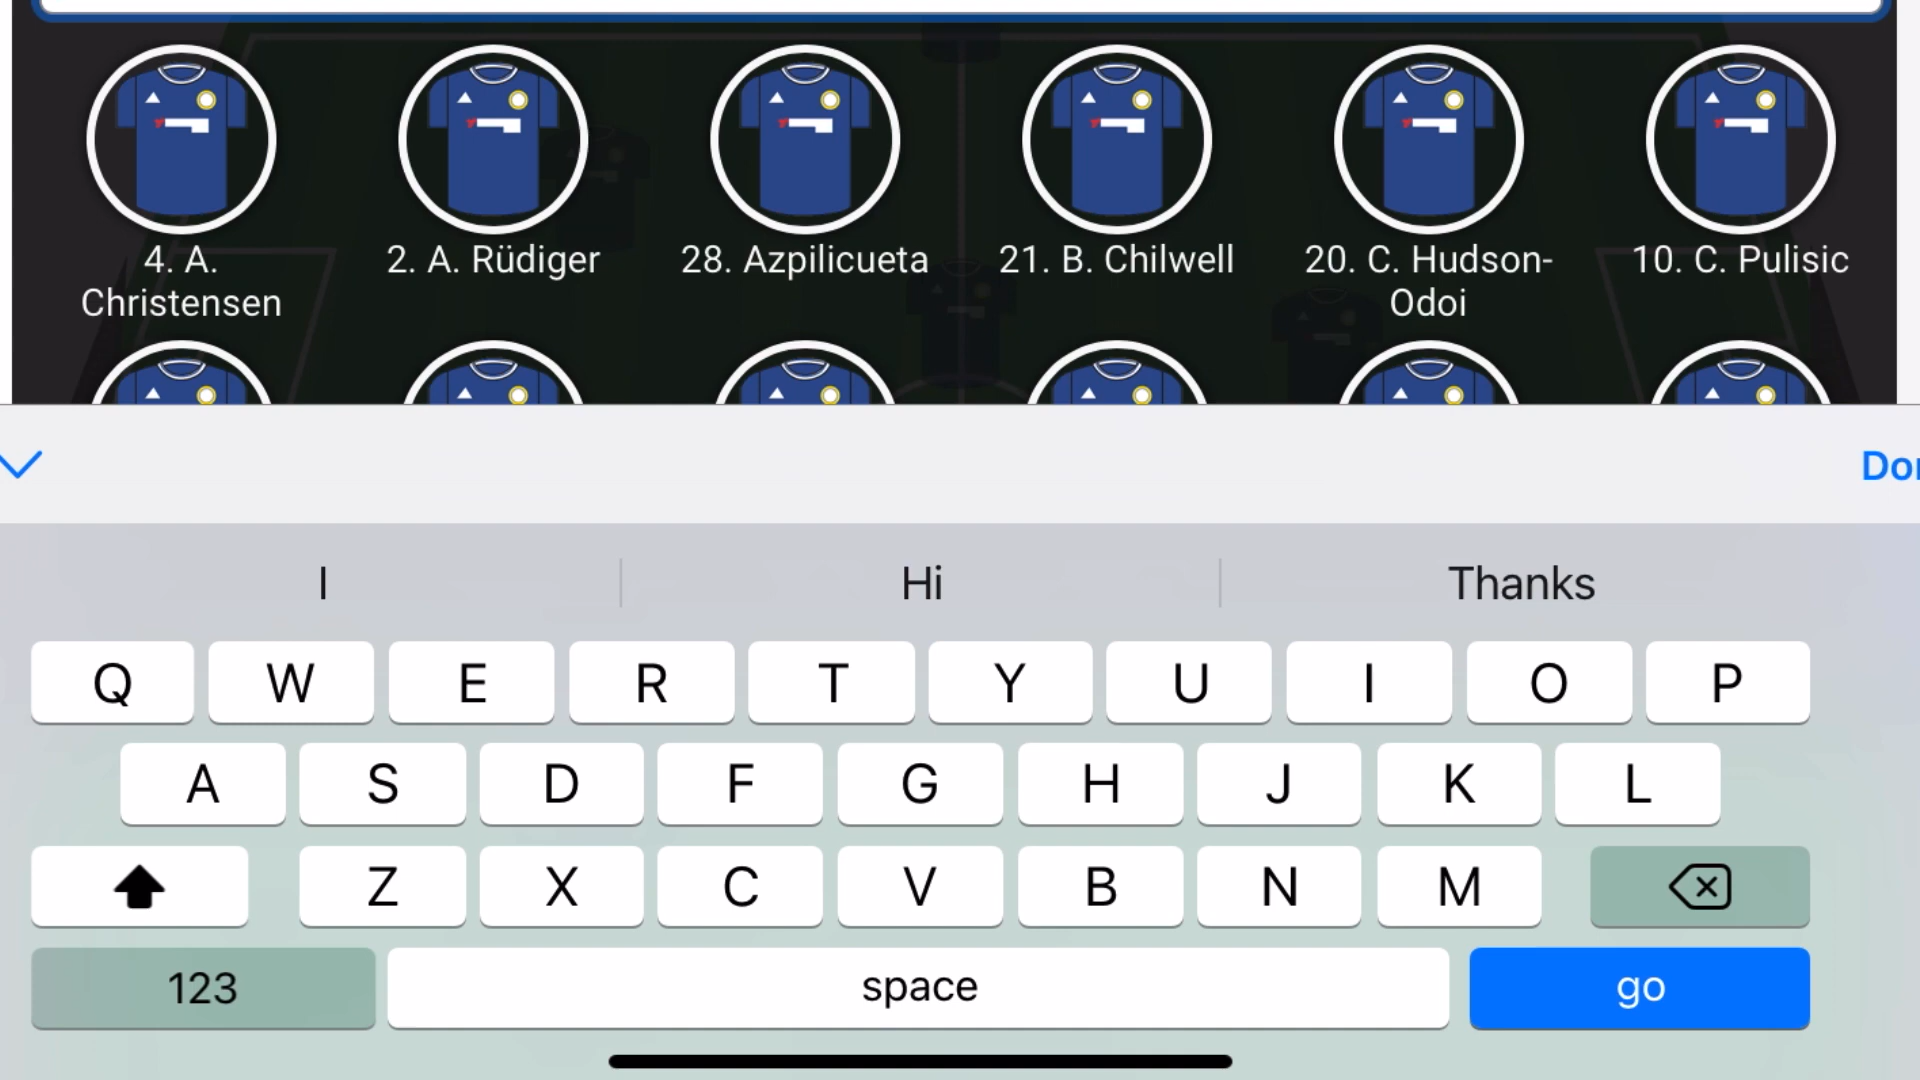 4. A. Christensen
2. A. Rüdiger
28. Azpilicueta
21. B. Chilwell
20. C. Hudson-
Odoi
10. C. Pulisic
I
Hi
Thanks
Q W E R T Y U I O P
A S D F G H J K L
Z X C V B N M
123
space
go